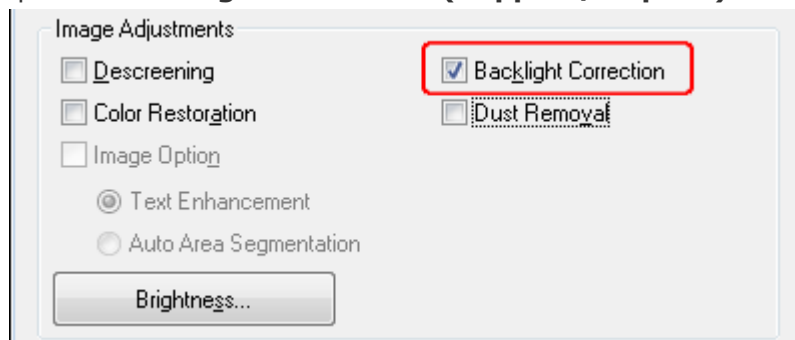 Image Adjustments
Descreening
Backlight Correction
Color Restoration
Dust Removal
Image Option
Text Enhancement
Auto Area Segmentation
Brightness...